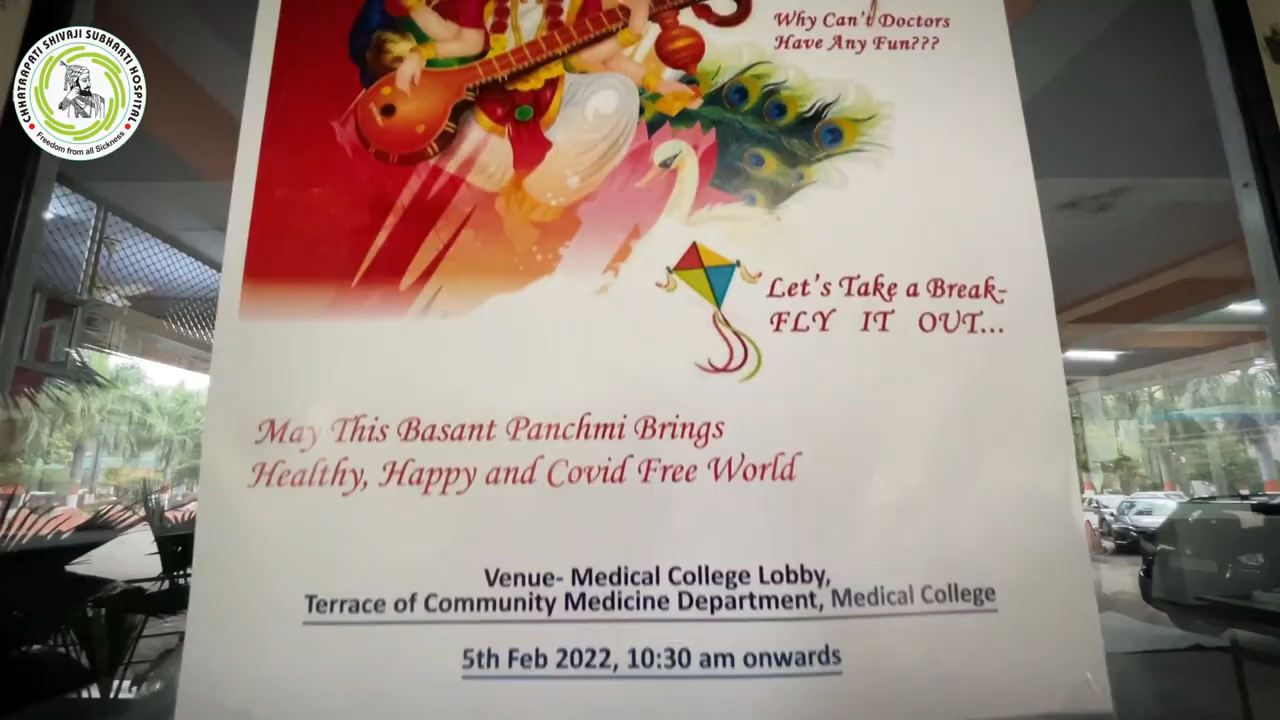 CHHATRAPATI SHIVAJI SUBHARTI HOSPITAL
Freedom from all Sickness
Why Can't Doctors
Have Any Fun???
Let's Take a Break-
FLY IT OUT...
May This Basant Panchmi Brings
Healthy, Happy and Covid Free World
Venue- Medical College Lobby,
Terrace of Community Medicine Department, Medical College
5th Feb 2022, 10:30 am onwards